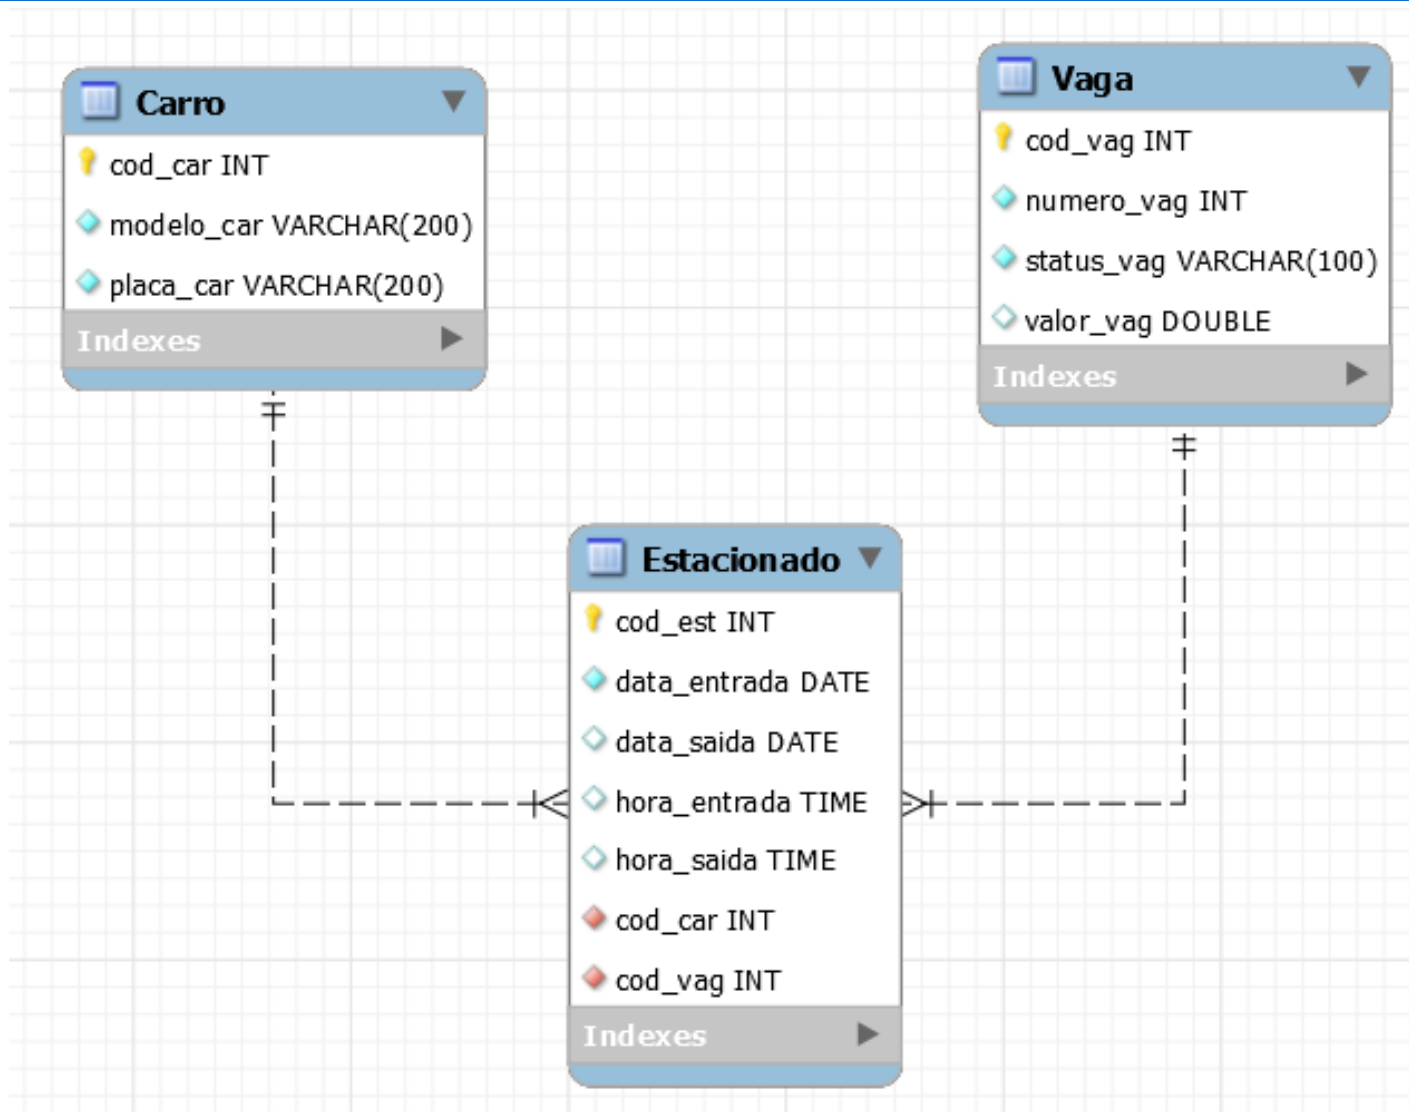 Carro
cod_car INT
modelo_car VARCHAR(200)
placa_car VARCHAR(200)
Indexes
Vaga
cod_vag INT
numero_vag INT
status_vag VARCHAR(100)
valor_vag DOUBLE
Indexes
Estacionado
cod_est INT
data_entrada DATE
data_saida DATE
hora_entrada TIME
hora_saida TIME
cod_car INT
cod_vag INT
Indexes